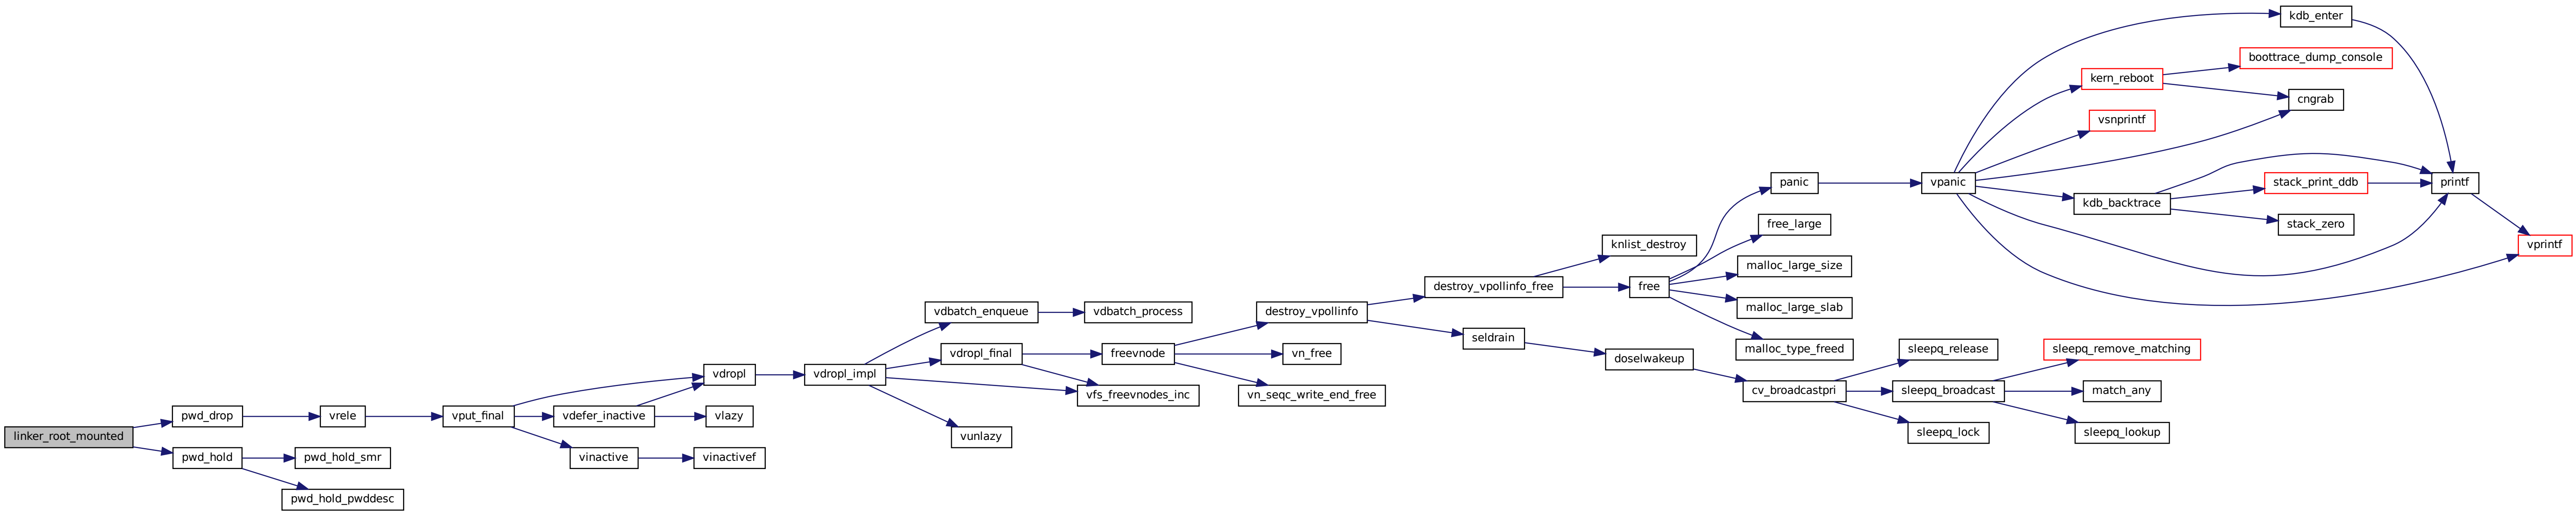 linker_root_mounted
pwd_drop
pwd_hold
vrele
pwd_hold_smr
pwd_hold_pwddesc
vput_final
vdropl
vdefer_inactive
vinactive
vlazy
vinactivef
vdropl_impl
vdbatch_enqueue
vdropl_final
vfs_freevnodes_inc
vunlazy
vdbatch_process
freevnode
destroy_vpollinfo
vn_free
vn_seqc_write_end_free
destroy_vpollinfo_free
seldrain
knlist_destroy
free
doselwakeup
panic
free_large
malloc_large_size
malloc_large_slab
malloc_type_freed
cv_broadcastpri
sleepq_release
sleepq_broadcast
sleepq_lock
sleepq_remove_matching
match_any
sleepq_lookup
vpanic
kdb_enter
kern_reboot
vsnprintf
kdb_backtrace
boottrace_dump_console
cngrab
stack_print_ddb
stack_zero
printf
vprintf